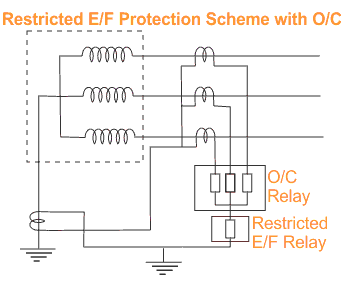 Restricted E/F Protection Scheme with O/C
O/C
Relay
Restricted
E/F Relay